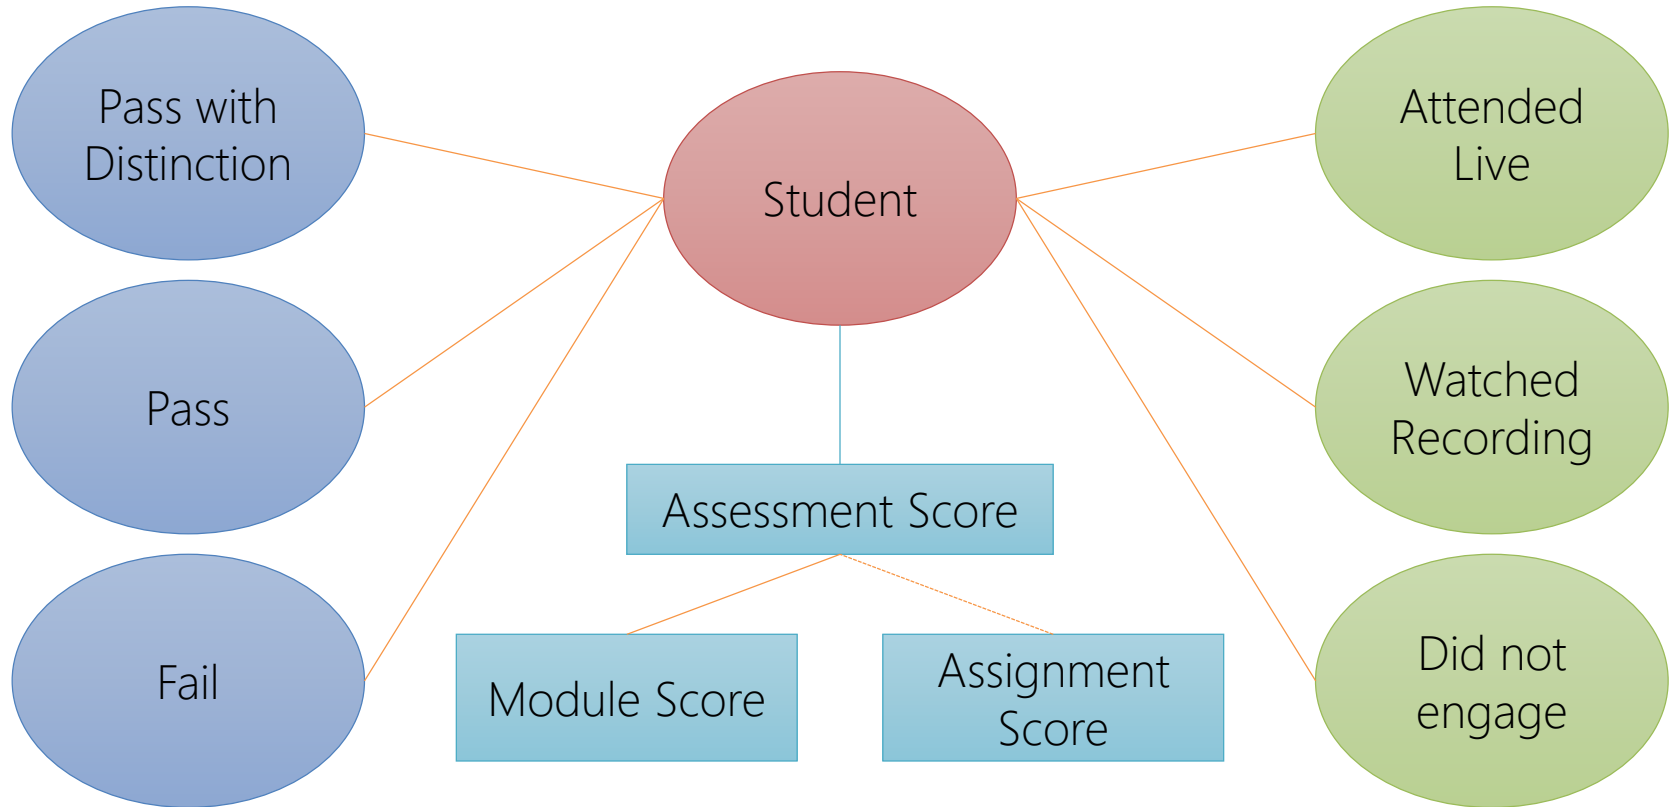 Pass with
Distinction
Student
Attended
Live
Pass
Watched
Recording
Assessment Score
Fail
Module Score
Assignment
Score
Did not
engage